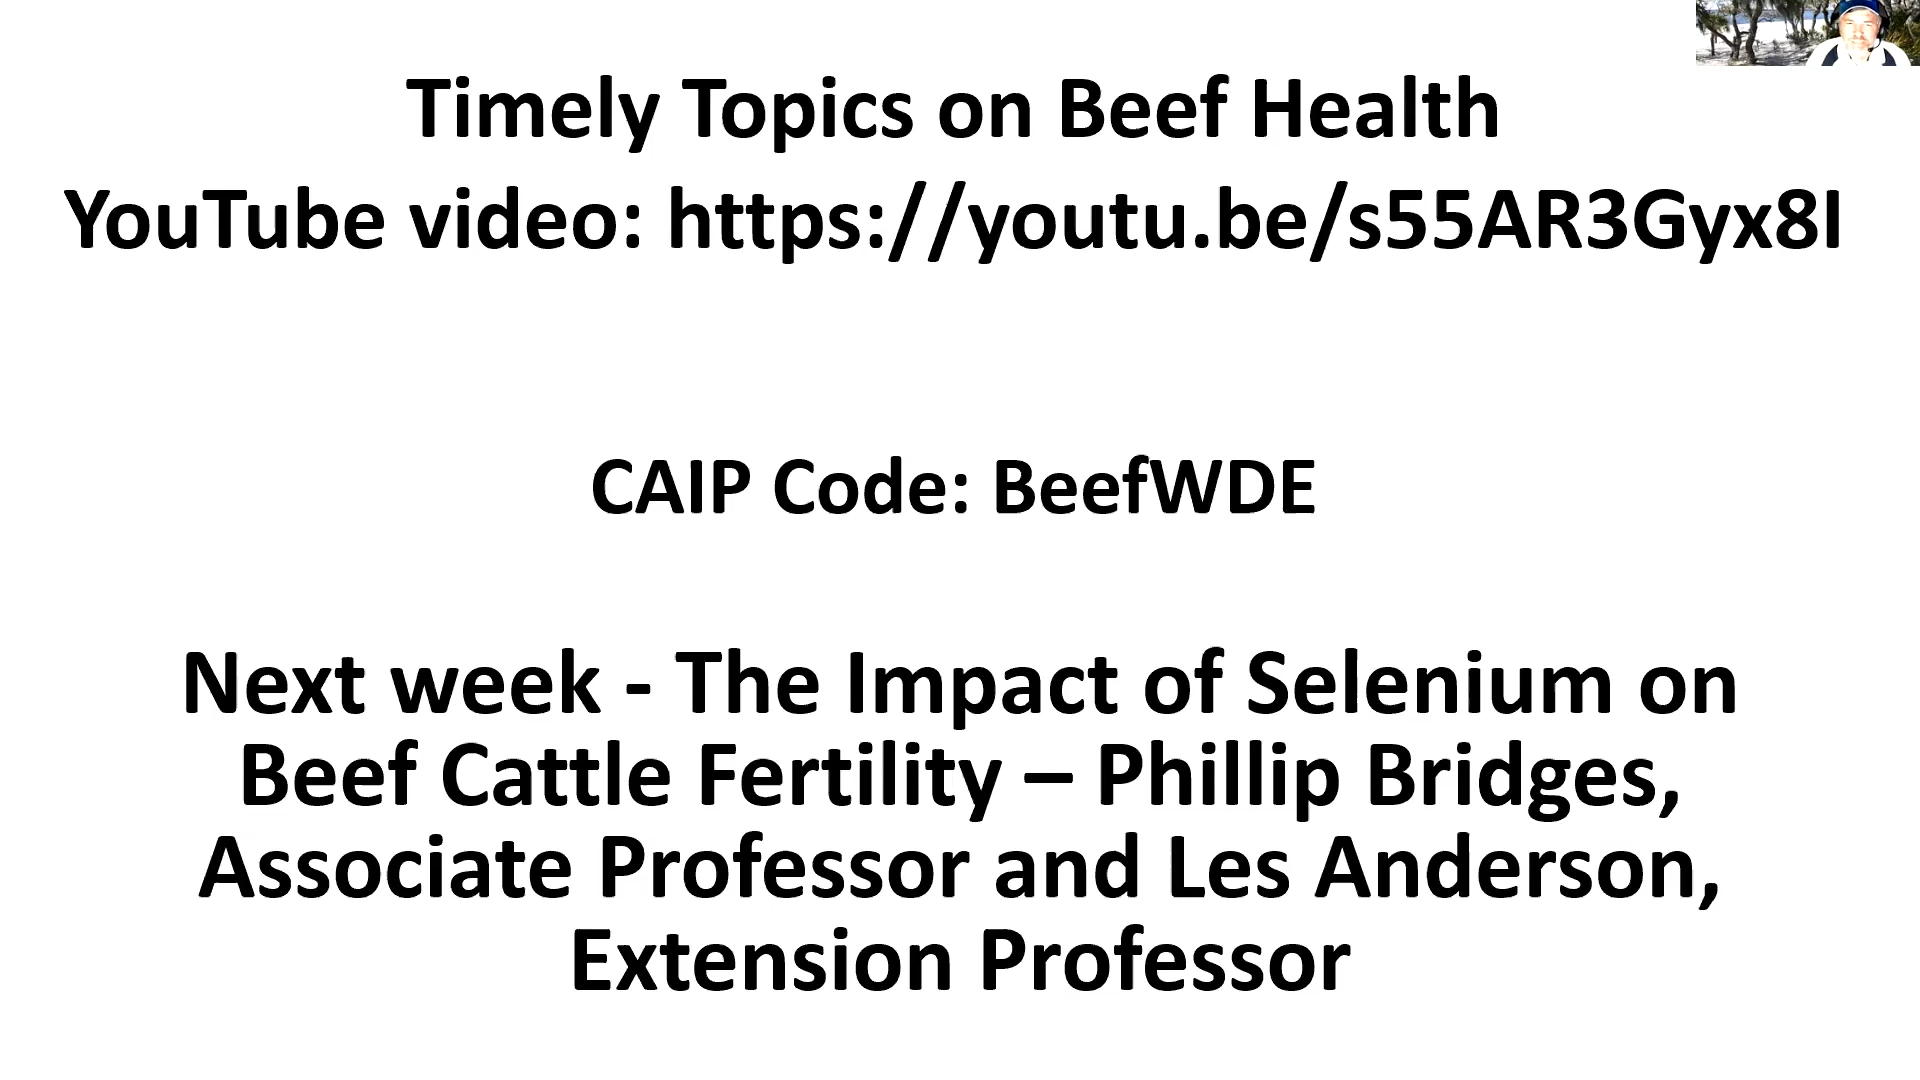 Timely Topics on Beef Health
YouTube video: https://youtu.be/s55AR3Gyx8I
CAIP Code: BeefWDE
Next week - The Impact of Selenium on
Beef Cattle Fertility – Phillip Bridges,
Associate Professor and Les Anderson,
Extension Professor